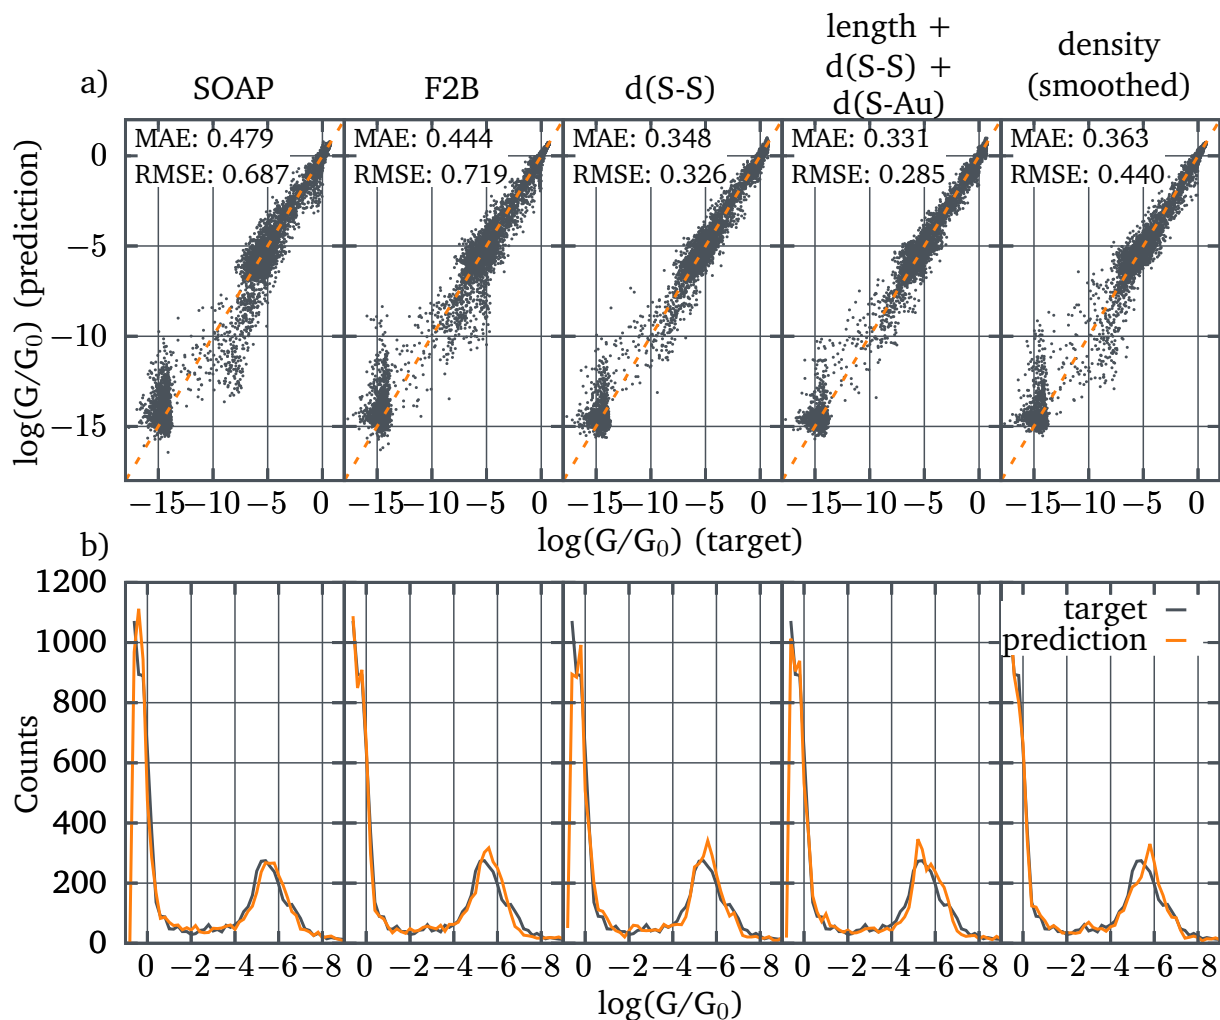 a)
SOAP
F2B
d(S-S)
length +
d(S-S) +
d(S-Au)
density
(smoothed)
log(G/G₀) (prediction)
0
−5
−10
−15
MAE: 0.479
RMSE: 0.687
MAE: 0.444
RMSE: 0.719
MAE: 0.348
RMSE: 0.326
MAE: 0.331
RMSE: 0.285
MAE: 0.363
RMSE: 0.440
−15 −10 −5 0 −15 −10 −5 0 −15 −10 −5 0 −15 −10 −5 0 −15 −10 −5 0
log(G/G₀) (target)
b)
Counts
1200
1000
800
600
400
200
0
target
prediction
0 −2 −4 −6 −8 0 −2 −4 −6 −8 0 −2 −4 −6 −8 0 −2 −4 −6 −8 0 −2 −4 −6 −8
log(G/G₀)